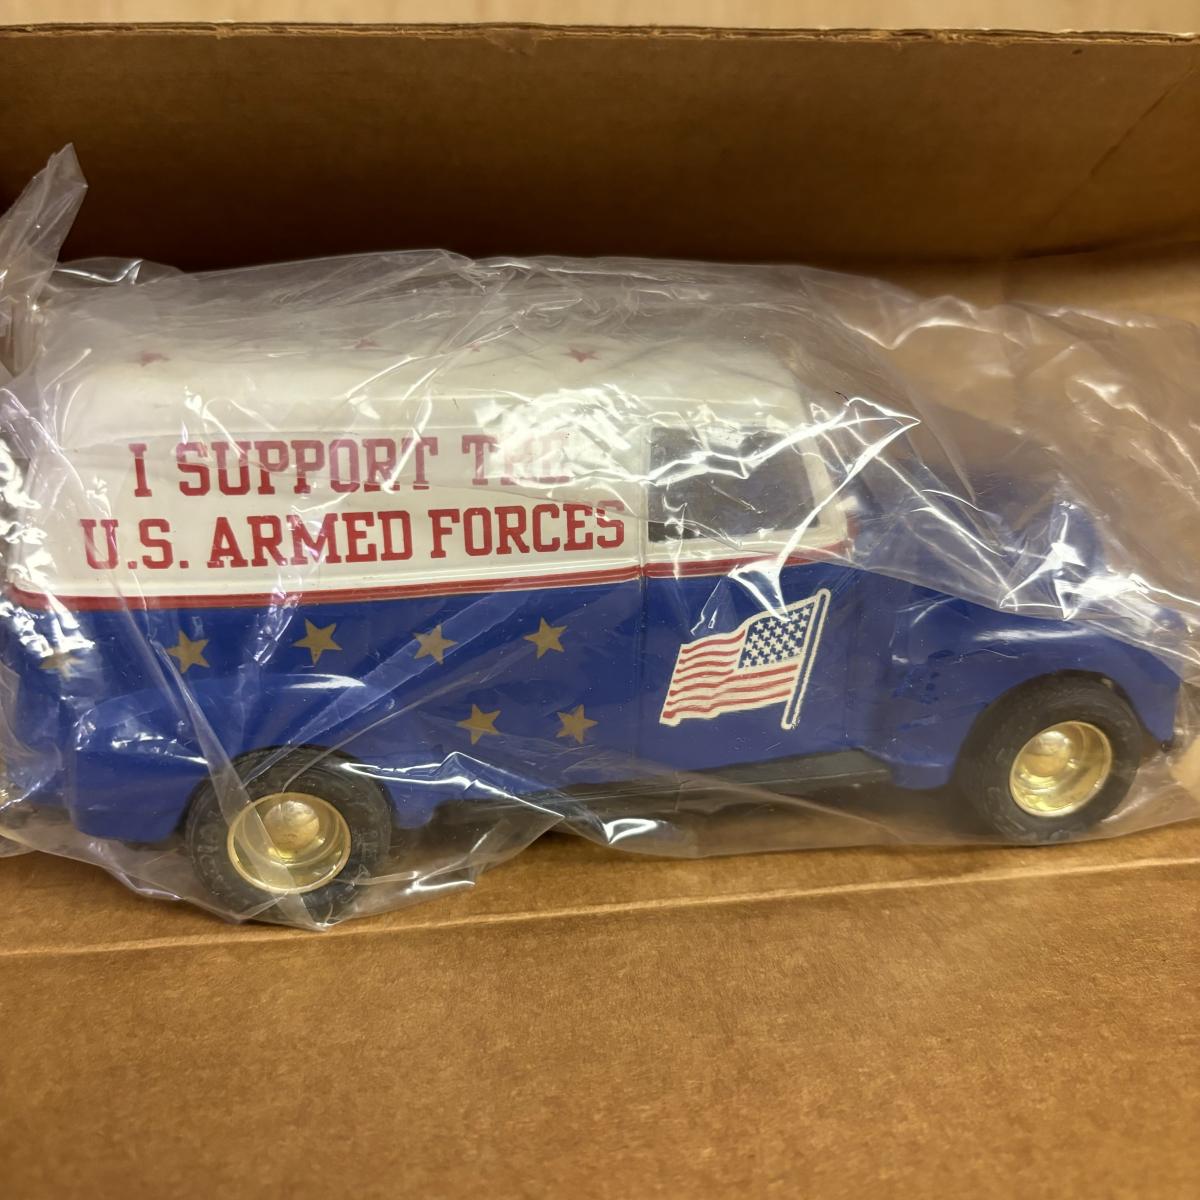 I SUPPORT THE
U.S. ARMED FORCES